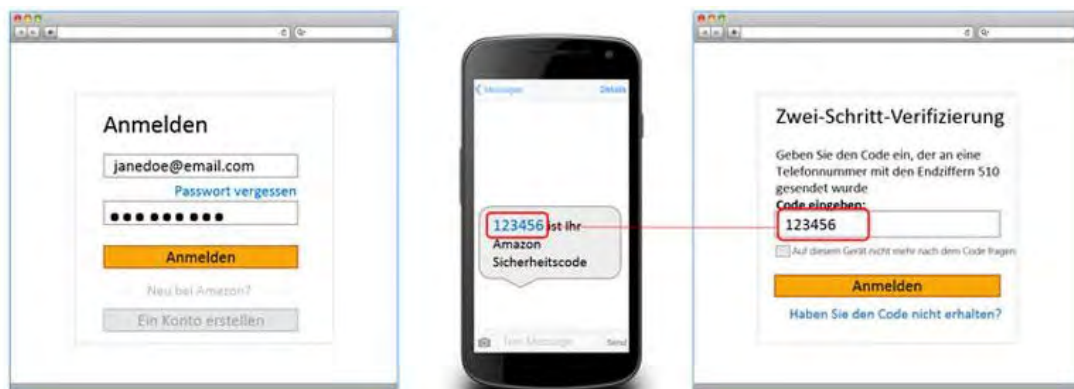 Anmelden
janedoe@email.com
Passwort vergessen
Anmelden
Neu bei Amazon?
Ein Konto erstellen
Messages Details
123456 ist Ihr
Amazon
Sicherheitscode
Text Message Send
Zwei-Schritt-Verifizierung
Geben Sie den Code ein, der an eine
Telefonnummer mit den Endziffern 510
gesendet wurde
Code eingeben:
123456
Auf diesem Gerät nicht mehr nach dem Code fragen
Anmelden
Haben Sie den Code nicht erhalten?